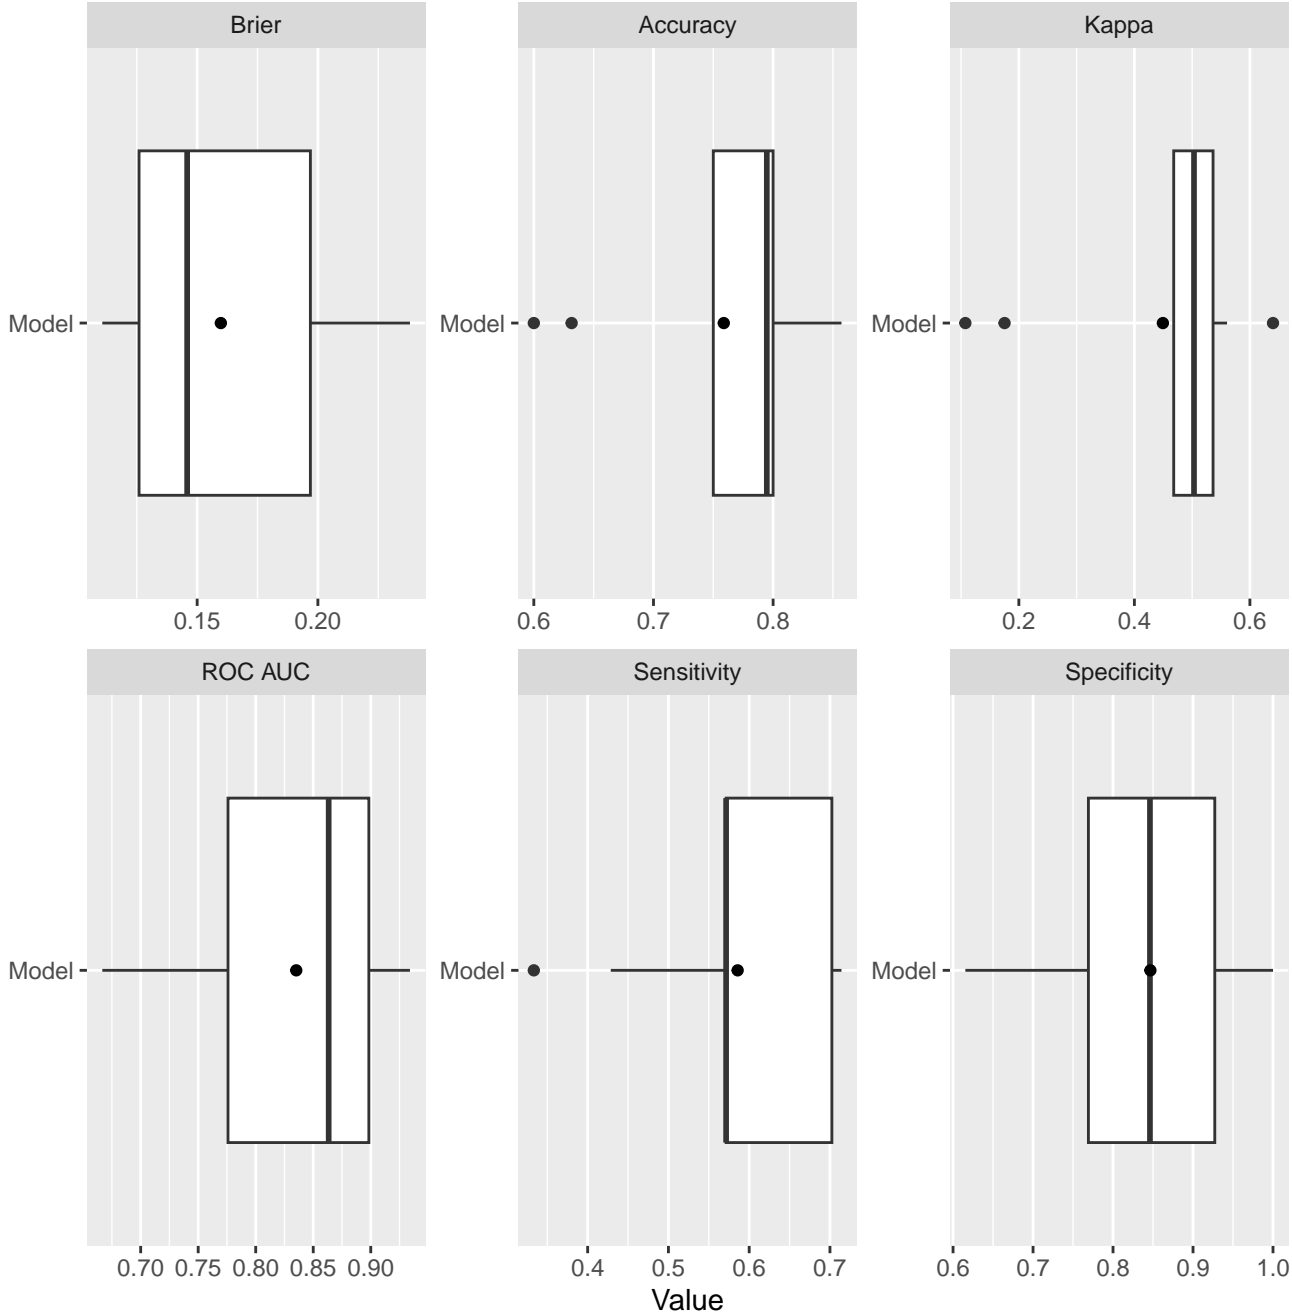 Brier Accuracy Kappa
Model Model Model
0.15 0.20 0.6 0.7 0.8 0.2 0.4 0.6
ROC AUC Sensitivity Specificity
Model Model Model
0.70 0.75 0.80 0.85 0.90 0.4 0.5 0.6 0.7 0.6 0.7 0.8 0.9 1.0
Value